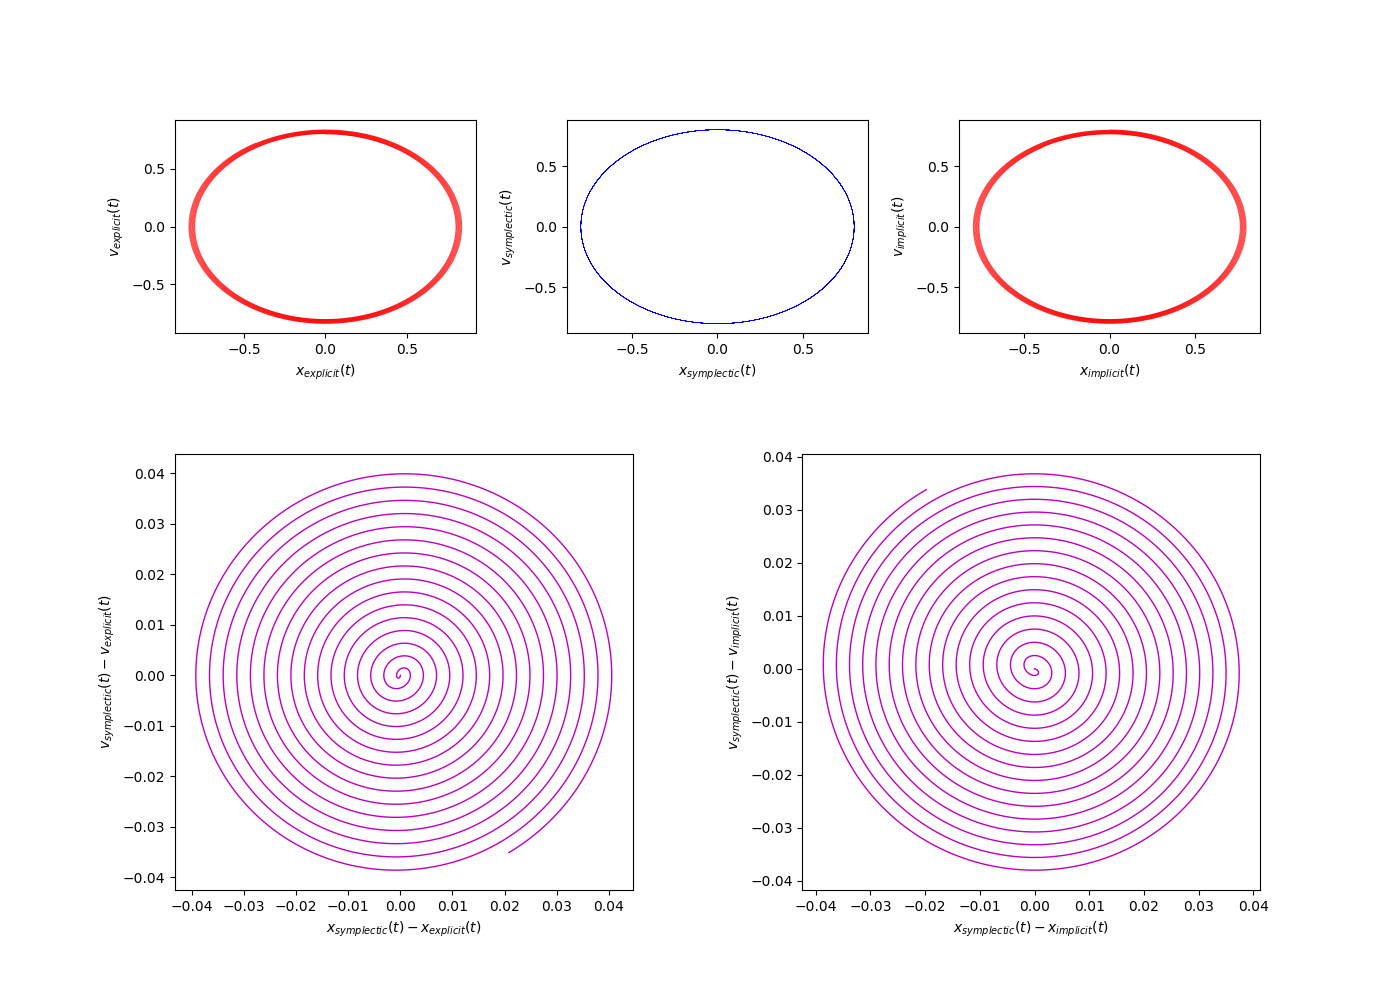 0.5
0.0
−0.5
v_explicit(t)
−0.5 0.0 0.5
x_explicit(t)
0.5
0.0
−0.5
v_symplectic(t)
−0.5 0.0 0.5
x_symplectic(t)
0.5
0.0
−0.5
v_implicit(t)
−0.5 0.0 0.5
x_implicit(t)
0.04
0.03
0.02
0.01
0.00
−0.01
−0.02
−0.03
−0.04
v_symplectic(t) − v_explicit(t)
−0.04 −0.03 −0.02 −0.01 0.00 0.01 0.02 0.03 0.04
x_symplectic(t) − x_explicit(t)
0.04
0.03
0.02
0.01
0.00
−0.01
−0.02
−0.03
−0.04
v_symplectic(t) − v_implicit(t)
−0.04 −0.03 −0.02 −0.01 0.00 0.01 0.02 0.03 0.04
x_symplectic(t) − x_implicit(t)